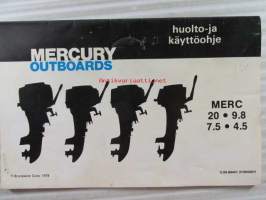 huolto-ja
käyttöohje
MERCURY
OUTBOARDS
MERC
20 • 9.8
7.5 • 4.5